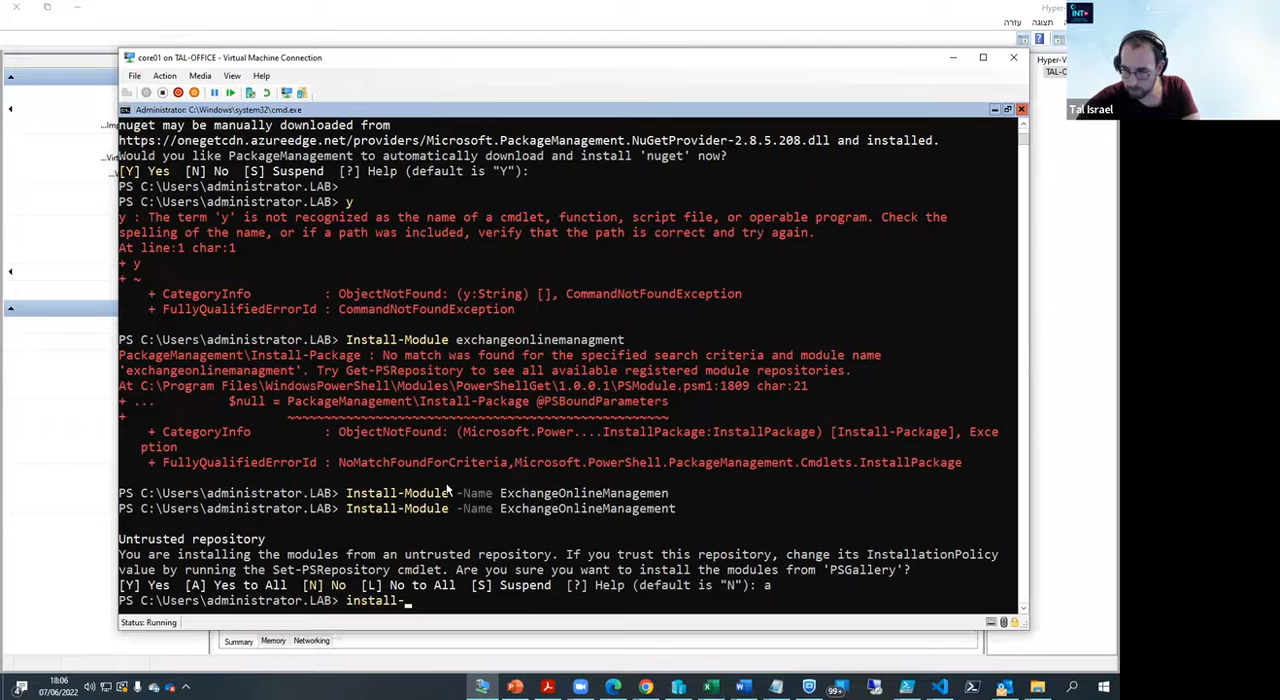 Hyper-V
תצוגה
עזרה
INT
Tal Israel
core01 on TAL-OFFICE - Virtual Machine Connection
File Action Media View Help
Administrator: C:\Windows\system32\cmd.exe
nuget may be manually downloaded from
https://onegetcdn.azureedge.net/providers/Microsoft.PackageManagement.NuGetProvider-2.8.5.208.dll and installed.
Would you like PackageManagement to automatically download and install 'nuget' now?
[Y] Yes [N] No [S] Suspend [?] Help (default is "Y"):
PS C:\Users\administrator.LAB>
PS C:\Users\administrator.LAB> y
y : The term 'y' is not recognized as the name of a cmdlet, function, script file, or operable program. Check the
spelling of the name, or if a path was included, verify that the path is correct and try again.
At line:1 char:1
+ y
+ ~
+ CategoryInfo : ObjectNotFound: (y:String) [], CommandNotFoundException
+ FullyQualifiedErrorId : CommandNotFoundException
PS C:\Users\administrator.LAB> Install-Module exchangeonlinemanagment
PackageManagement\Install-Package : No match was found for the specified search criteria and module name
'exchangeonlinemanagment'. Try Get-PSRepository to see all available registered module repositories.
At C:\Program Files\WindowsPowerShell\Modules\PowerShellGet\1.0.0.1\PSModule.psm1:1809 char:21
+ ... $null = PackageManagement\Install-Package @PSBoundParameters
+ ~~~~~~~~~~~~~~~~~~~~~~~~~~~~~~~~~~~~~~~~~~~~~~~~~~
+ CategoryInfo : ObjectNotFound: (Microsoft.Power....InstallPackage:InstallPackage) [Install-Package], Exce
ption
+ FullyQualifiedErrorId : NoMatchFoundForCriteria,Microsoft.PowerShell.PackageManagement.Cmdlets.InstallPackage
PS C:\Users\administrator.LAB> Install-Module -Name ExchangeOnlineManagemen
PS C:\Users\administrator.LAB> Install-Module -Name ExchangeOnlineManagement
Untrusted repository
You are installing the modules from an untrusted repository. If you trust this repository, change its InstallationPolicy
value by running the Set-PSRepository cmdlet. Are you sure you want to install the modules from 'PSGallery'?
[Y] Yes [A] Yes to All [N] No [L] No to All [S] Suspend [?] Help (default is "N"): a
PS C:\Users\administrator.LAB> install-_
Status: Running
Summary Memory Networking
18:06
07/06/2022
99+